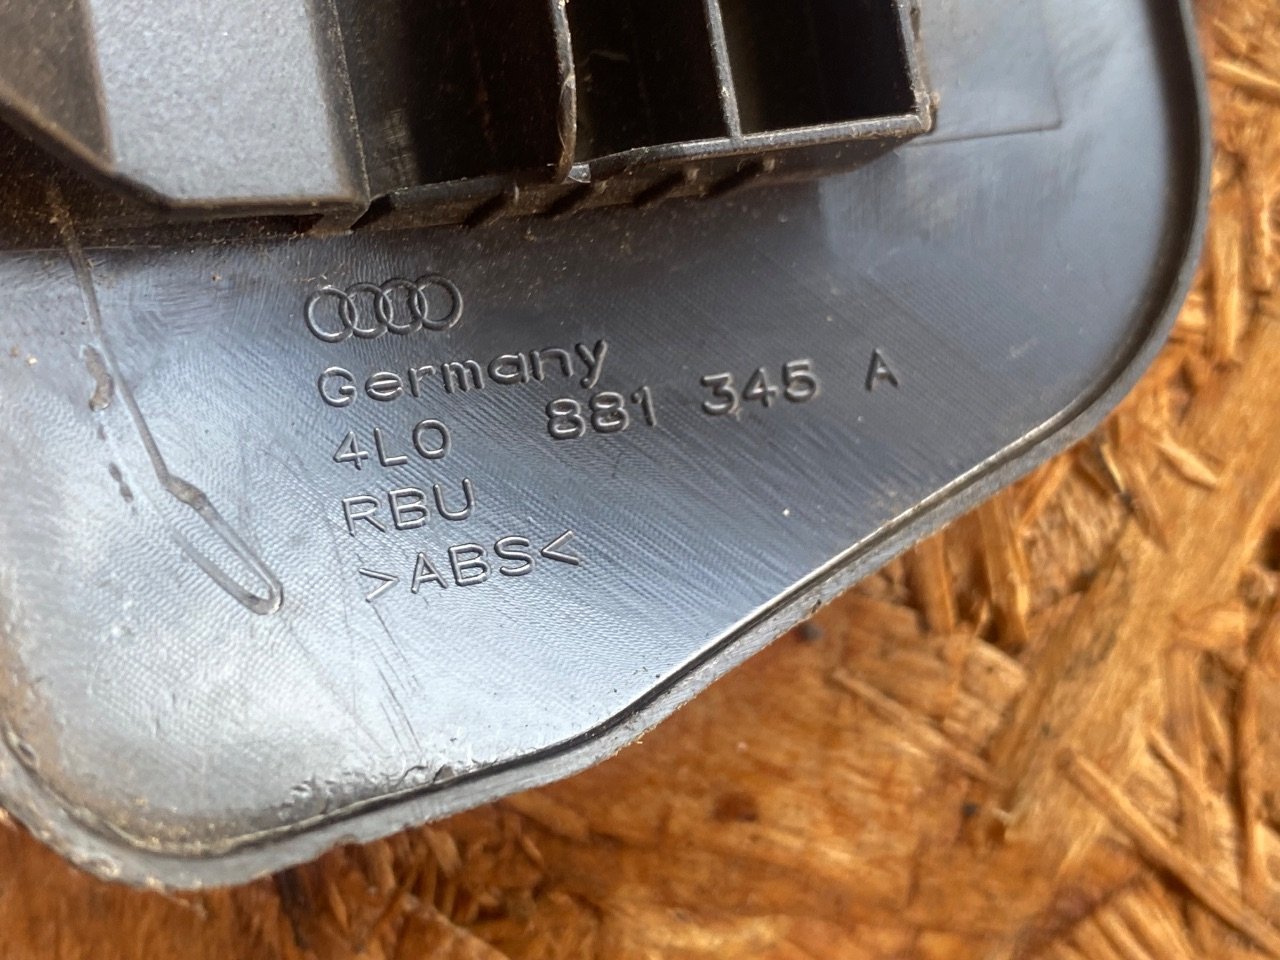 Germany
4L0 881 345 A
RBU
>ABS<